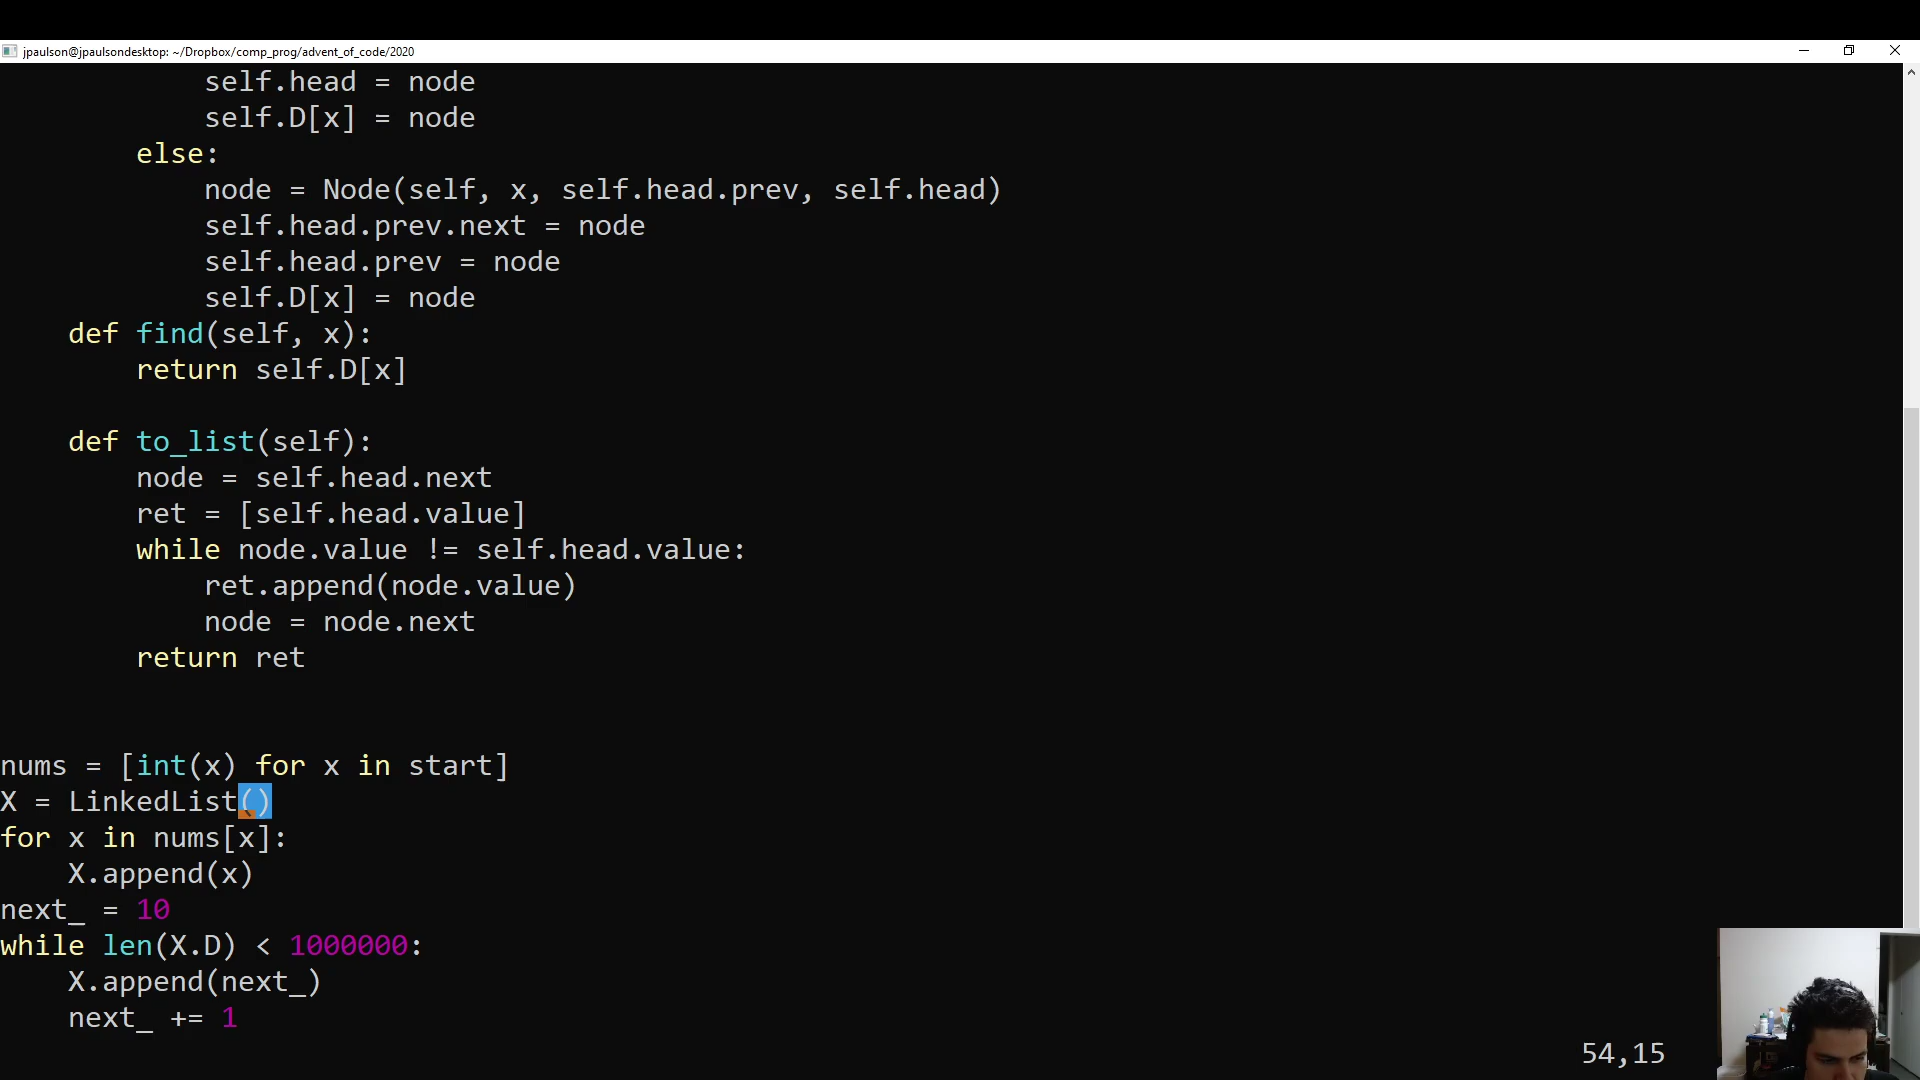 jpaulson@jpaulsondesktop: ~/Dropbox/comp_prog/advent_of_code/2020
            self.head = node
            self.D[x] = node
        else:
            node = Node(self, x, self.head.prev, self.head)
            self.head.prev.next = node
            self.head.prev = node
            self.D[x] = node
    def find(self, x):
        return self.D[x]

    def to_list(self):
        node = self.head.next
        ret = [self.head.value]
        while node.value != self.head.value:
            ret.append(node.value)
            node = node.next
        return ret


nums = [int(x) for x in start]
X = LinkedList()
for x in nums[x]:
    X.append(x)
next_ = 10
while len(X.D) < 1000000:
    X.append(next_)
    next_ += 1
54,15